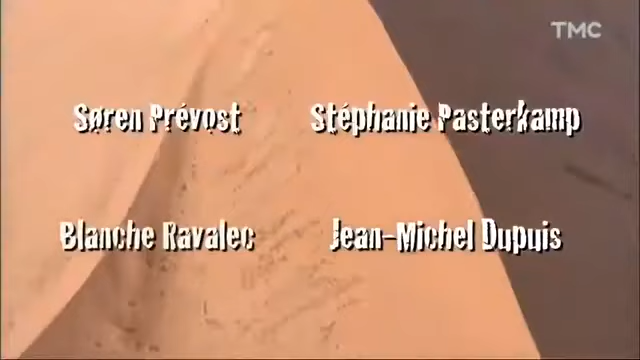 TMC
Søren Prévost Stéphanie Pasterkamp
Blanche Ravalec Jean-Michel Dupuis